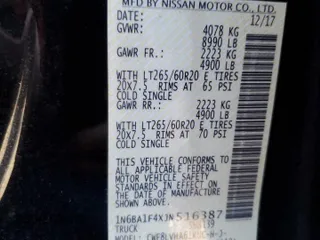 MFD BY NISSAN MOTOR CO., LTD.
DATE: 12/17
GVWR: 4078 KG
8990 LB
GAWR FR.: 2223 KG
4900 LB
WITH LT265/60R20 E TIRES
20X7.5 RIMS AT 65 PSI
COLD SINGLE
GAWR RR.: 2223 KG
4900 LB
WITH LT265/60R20 E TIRES
20X7.5 RIMS AT 70 PSI
COLD SINGLE
THIS VEHICLE CONFORMS TO ALL
APPLICABLE FEDERAL MOTOR
VEHICLE SAFETY STANDARDS IN
EFFECT ON THE DATE OF
MANUFACTURE SHOWN ABOVE.
TRUCK
MODEL: